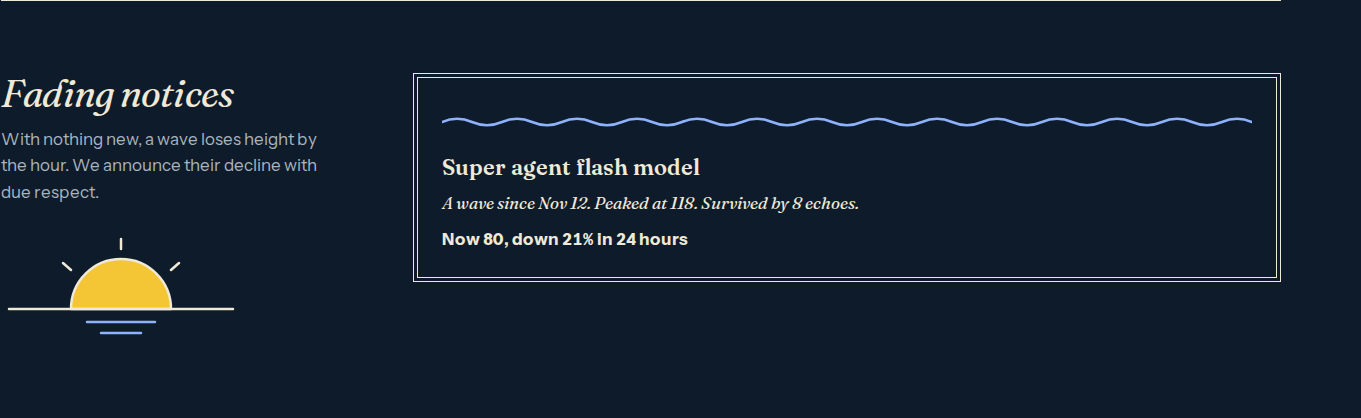 Fading notices
With nothing new, a wave loses height by
the hour. We announce their decline with
due respect.
Super agent flash model
A wave since Nov 12. Peaked at 118. Survived by 8 echoes.
Now 80, down 21% in 24 hours